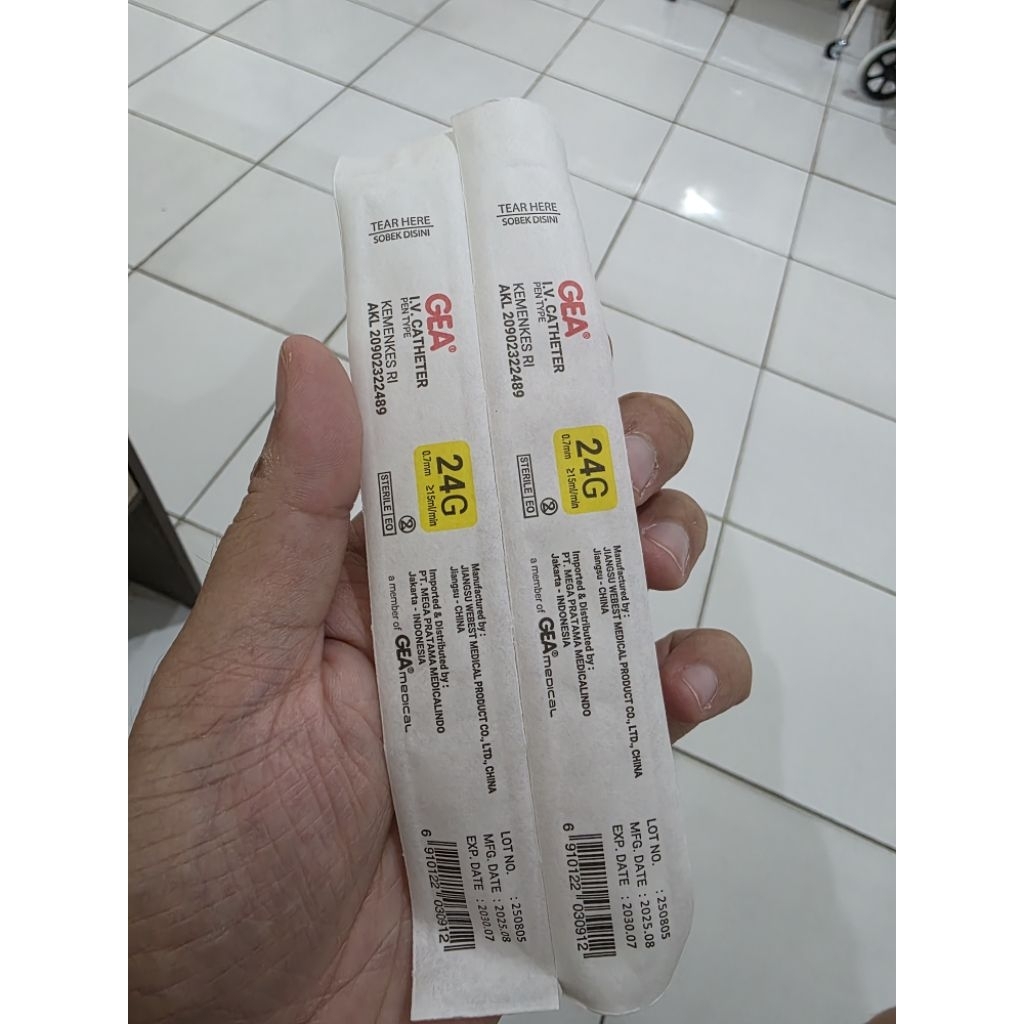 TEAR HERE
SOBEK DISINI
GEA®
I.V. CATHETER
PEN TYPE
KEMENKES RI
AKL 20902322489
24G
0.7mm ≥15ml/min
STERILE EO
2
Manufactured by :
JIANGSU WEBEST MEDICAL PRODUCT CO., LTD., CHINA
Jiangsu - CHINA
Imported & Distributed by :
PT. MEGA PRATAMA MEDICALINDO
Jakarta - INDONESIA
a member of GEA® medical
LOT NO. : 250805
MFG. DATE : 2025.08
EXP. DATE : 2030.07
6 910122 030912
TEAR HERE
SOBEK DISINI
GEA®
I.V. CATHETER
PEN TYPE
KEMENKES RI
AKL 20902322489
24G
0.7mm ≥15ml/min
STERILE EO
2
Manufactured by :
JIANGSU WEBEST MEDICAL PRODUCT CO., LTD., CHINA
Jiangsu - CHINA
Imported & Distributed by :
PT. MEGA PRATAMA MEDICALINDO
Jakarta - INDONESIA
a member of GEA® medical
LOT NO. : 250805
MFG. DATE : 2025.08
EXP. DATE : 2030.07
6 910122 030912